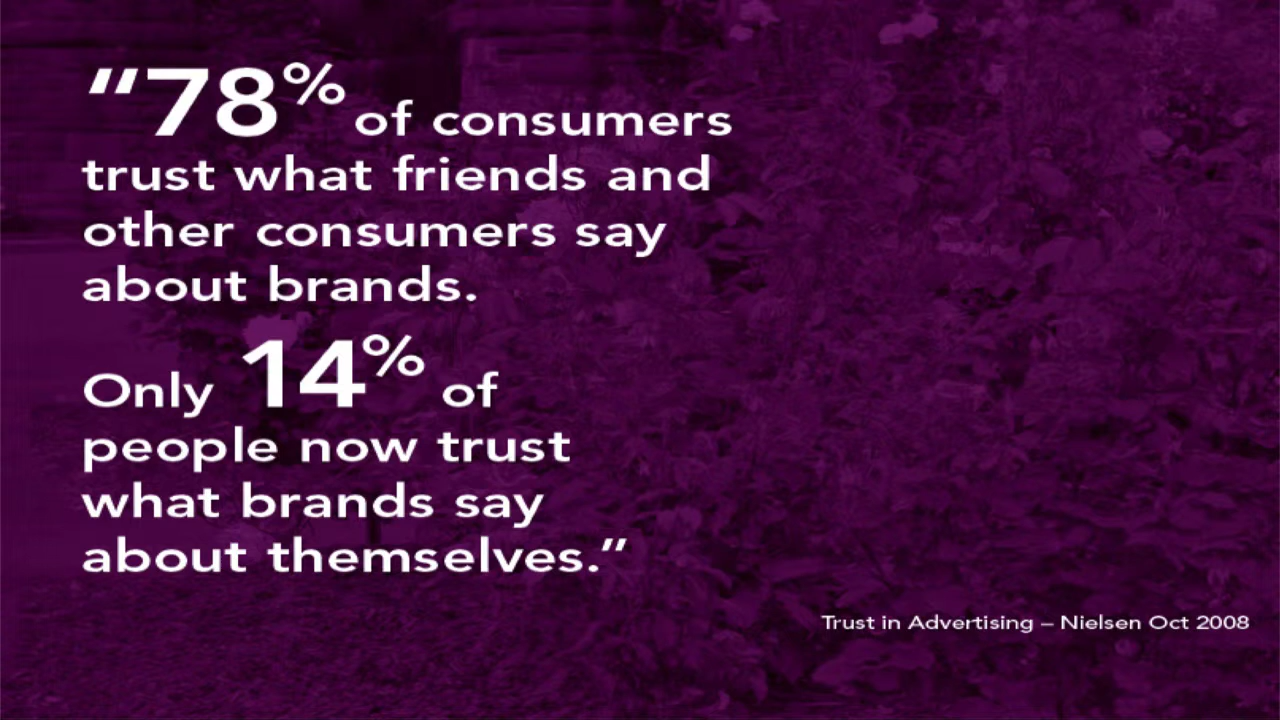 “78% of consumers
trust what friends and
other consumers say
about brands.
Only 14% of
people now trust
what brands say
about themselves.”
Trust in Advertising – Nielsen Oct 2008